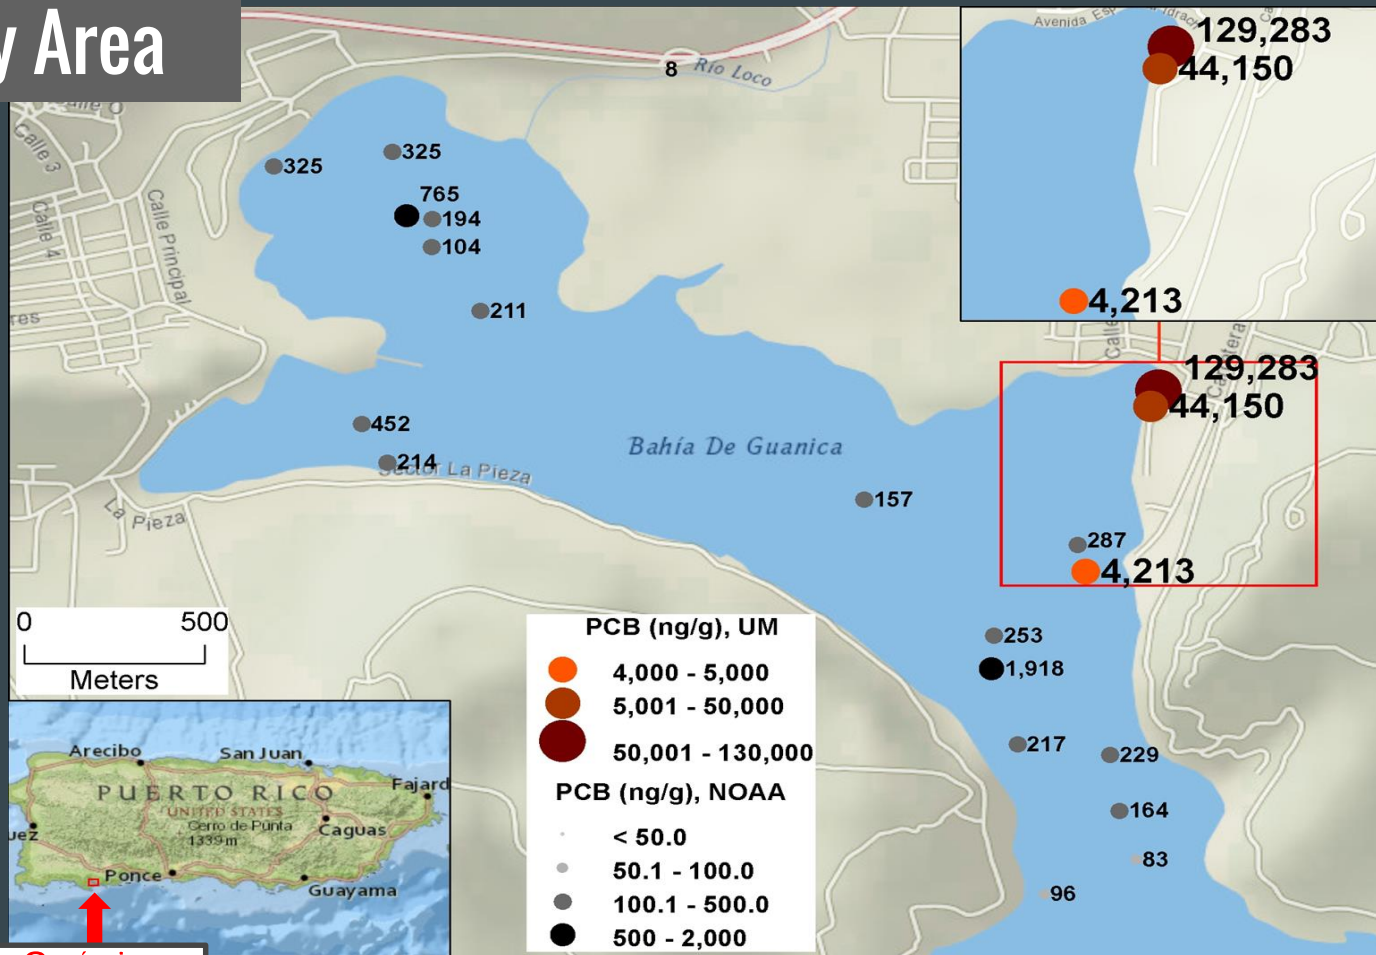 y Area
Avenida Esp
129,283
44,150
4,213
8
Río Loco
Calle 3
Calle 4
Calle Principal
325
325
765
194
104
211
129,283
44,150
452
214
Sector La Pieza
La Pieza
Bahía De Guanica
157
287
4,213
253
1,918
217
229
164
83
96
0 500
Meters
PCB (ng/g), UM
4,000 - 5,000
5,001 - 50,000
50,001 - 130,000
PCB (ng/g), NOAA
< 50.0
50.1 - 100.0
100.1 - 500.0
500 - 2,000
Arecibo
San Juan
Fajard
PUERTO RICO
UNITED STATES
Cerro de Punta
1339 m
Caguas
uez
Ponce
Guayama